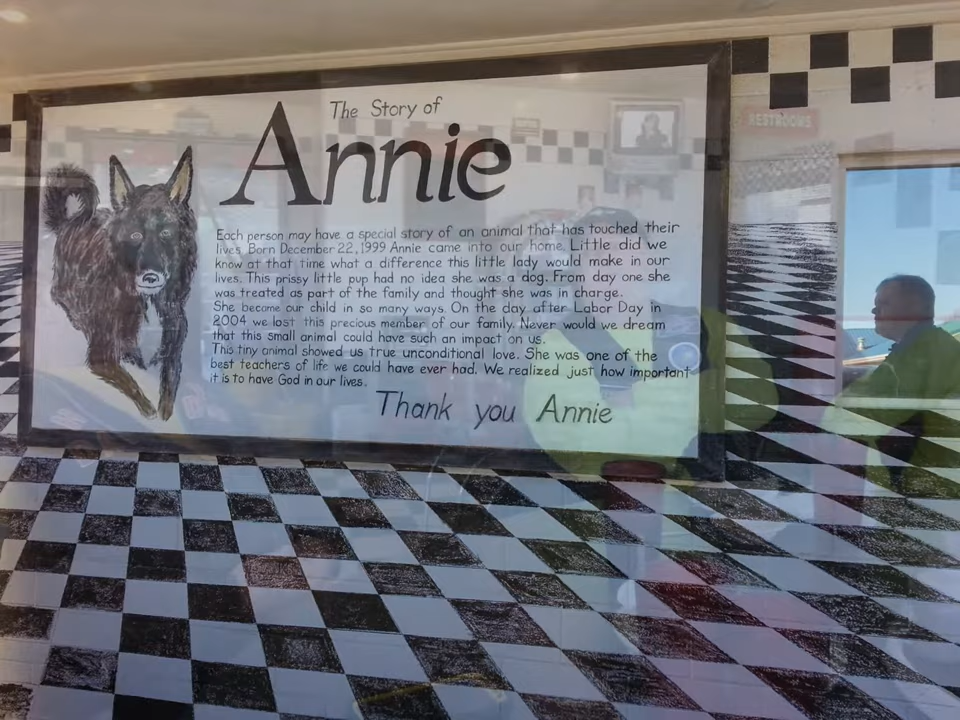 The Story of
Annie
Each person may have a special story of an animal that has touched their
lives. Born December 22, 1999 Annie came into our home. Little did we
know at that time what a difference this little lady would make in our
lives. This prissy little pup had no idea she was a dog. From day one she
was treated as part of the family and thought she was in charge.
She became our child in so many ways. On the day after Labor Day in
2004 we lost this precious member of our family. Never would we dream
that this small animal could have such an impact on us.
This tiny animal showed us true unconditional love. She was one of the
best teachers of life we could have ever had. We realized just how important
it is to have God in our lives.
Thank you Annie
RESTROOMS